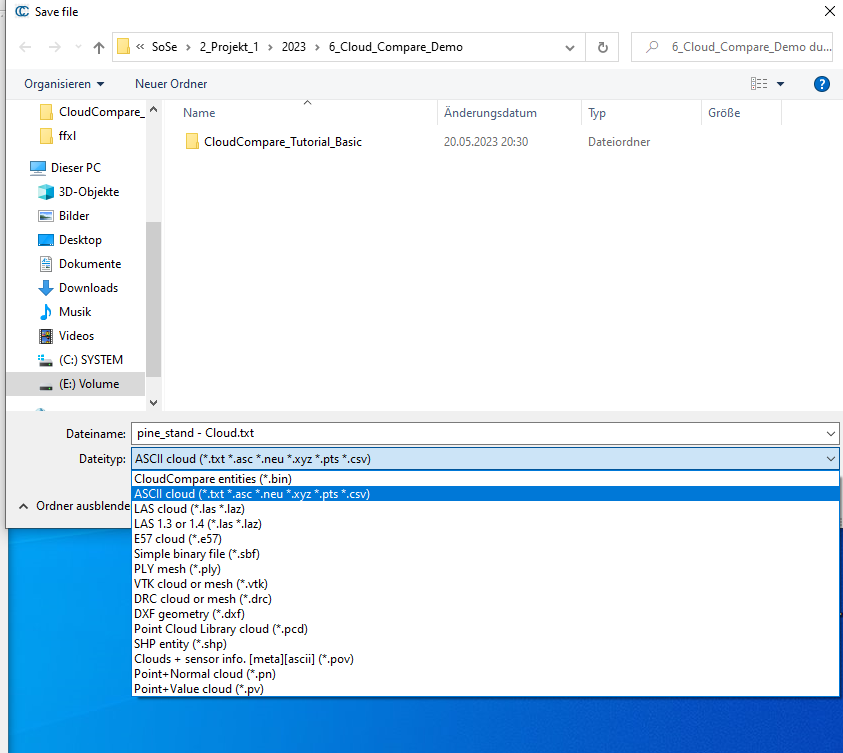 Save file
« SoSe › 2_Projekt_1 › 2023 › 6_Cloud_Compare_Demo
6_Cloud_Compare_Demo du...
Organisieren
Neuer Ordner
?
Name
Änderungsdatum
Typ
Größe
CloudCompare_Tutorial_Basic
20.05.2023 20:30
Dateiordner
CloudCompare_
ffxl
Dieser PC
3D-Objekte
Bilder
Desktop
Dokumente
Downloads
Musik
Videos
(C:) SYSTEM
(E:) Volume
Dateiname: pine_stand - Cloud.txt
Dateityp: ASCII cloud (*.txt *.asc *.neu *.xyz *.pts *.csv)
Ordner ausblende
CloudCompare entities (*.bin)
ASCII cloud (*.txt *.asc *.neu *.xyz *.pts *.csv)
LAS cloud (*.las *.laz)
LAS 1.3 or 1.4 (*.las *.laz)
E57 cloud (*.e57)
Simple binary file (*.sbf)
PLY mesh (*.ply)
VTK cloud or mesh (*.vtk)
DRC cloud or mesh (*.drc)
DXF geometry (*.dxf)
Point Cloud Library cloud (*.pcd)
SHP entity (*.shp)
Clouds + sensor info. [meta][ascii] (*.pov)
Point+Normal cloud (*.pn)
Point+Value cloud (*.pv)